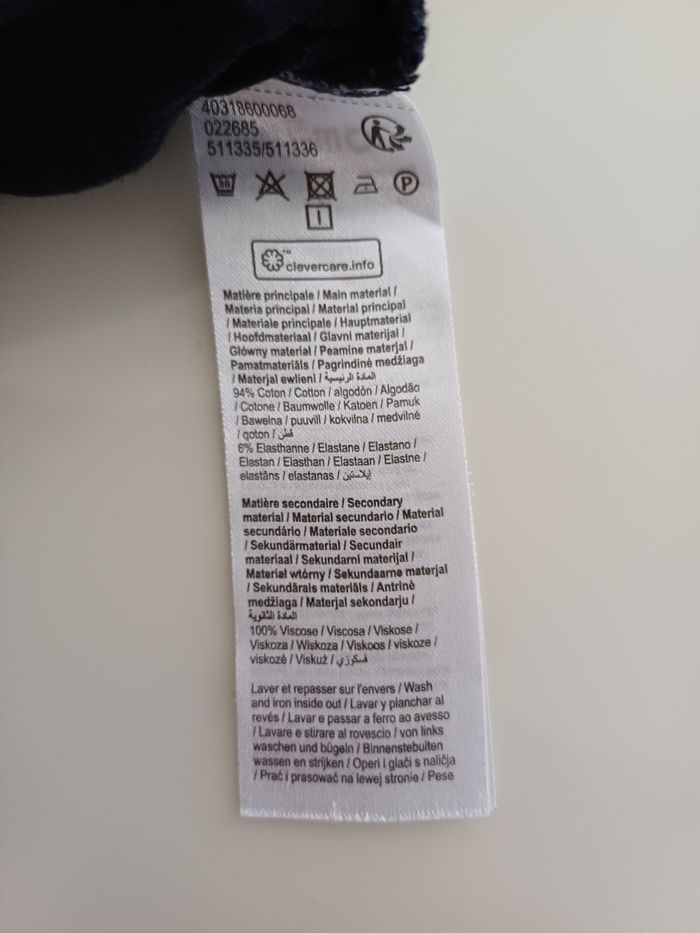 40318600068
022685
511335/511336
30
P
clevercare.info
Matière principale / Main material /
Materia principal / Material principal
/ Materiale principale / Hauptmaterial
/ Hoofdmateriaal / Glavni materijal /
Główny materiał / Peamine materjal /
Pamatmateriāls / Pagrindinė medžiaga
/ Materjal ewlieni / المادة الرئيسية
94% Coton / Cotton / algodón / Algodão
/ Cotone / Baumwolle / Katoen / Pamuk
/ Bawełna / puuvill / kokvilna / medvilnė
/ qoton / قطن
6% Elasthanne / Elastane / Elastano /
Elastan / Elasthan / Elastaan / Elastne /
elastāns / elastanas / إيلاستين
Matière secondaire / Secondary
material / Material secundario / Material
secundário / Materiale secondario
/ Sekundärmaterial / Secundair
materiaal / Sekundarni materijal /
Materiał wtórny / Sekundaarne materjal
/ Sekundārais materiāls / Antrinė
medžiaga / Materjal sekondarju /
المادة الثانوية
100% Viscose / Viscosa / Viskose /
Viskoza / Wiskoza / Viskoos / viskoze /
viskozė / Viskuż / فسكوزي
Laver et repasser sur l'envers / Wash
and iron inside out / Lavar y planchar al
revés / Lavar e passar a ferro ao avesso
/ Lavare e stirare al rovescio / von links
waschen und bügeln / Binnenstebuiten
wassen en strijken / Operi i glači s naličja
/ Prać i prasować na lewej stronie / Pese